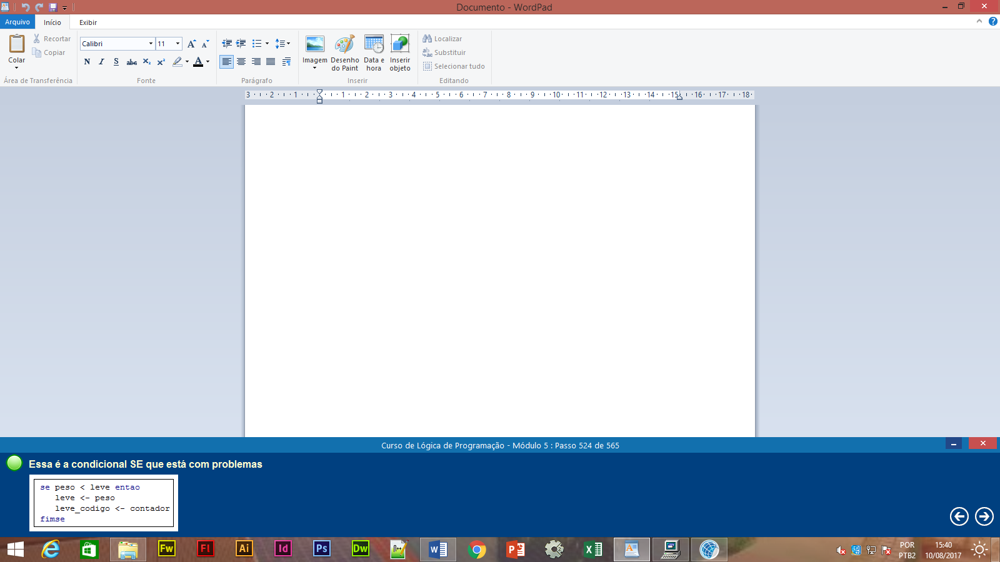 Documento - WordPad
Arquivo Início Exibir
Colar
Recortar
Copiar
Área de Transferência
Calibri 11
N I S abc X₂ X²
A
Fonte
Parágrafo
Imagem
Desenho do Paint
Data e hora
Inserir objeto
Inserir
Localizar
Substituir
Selecionar tudo
Editando
3 2 1 1 2 3 4 5 6 7 8 9 10 11 12 13 14 15 16 17 18
Curso de Lógica de Programação - Módulo 5 : Passo 524 de 565
Essa é a condicional SE que está com problemas
se peso < leve entao
leve <- peso
leve_codigo <- contador
fimse
Fw Fl Ai Id Ps Dw
POR 15:40
PTB2 10/08/2017